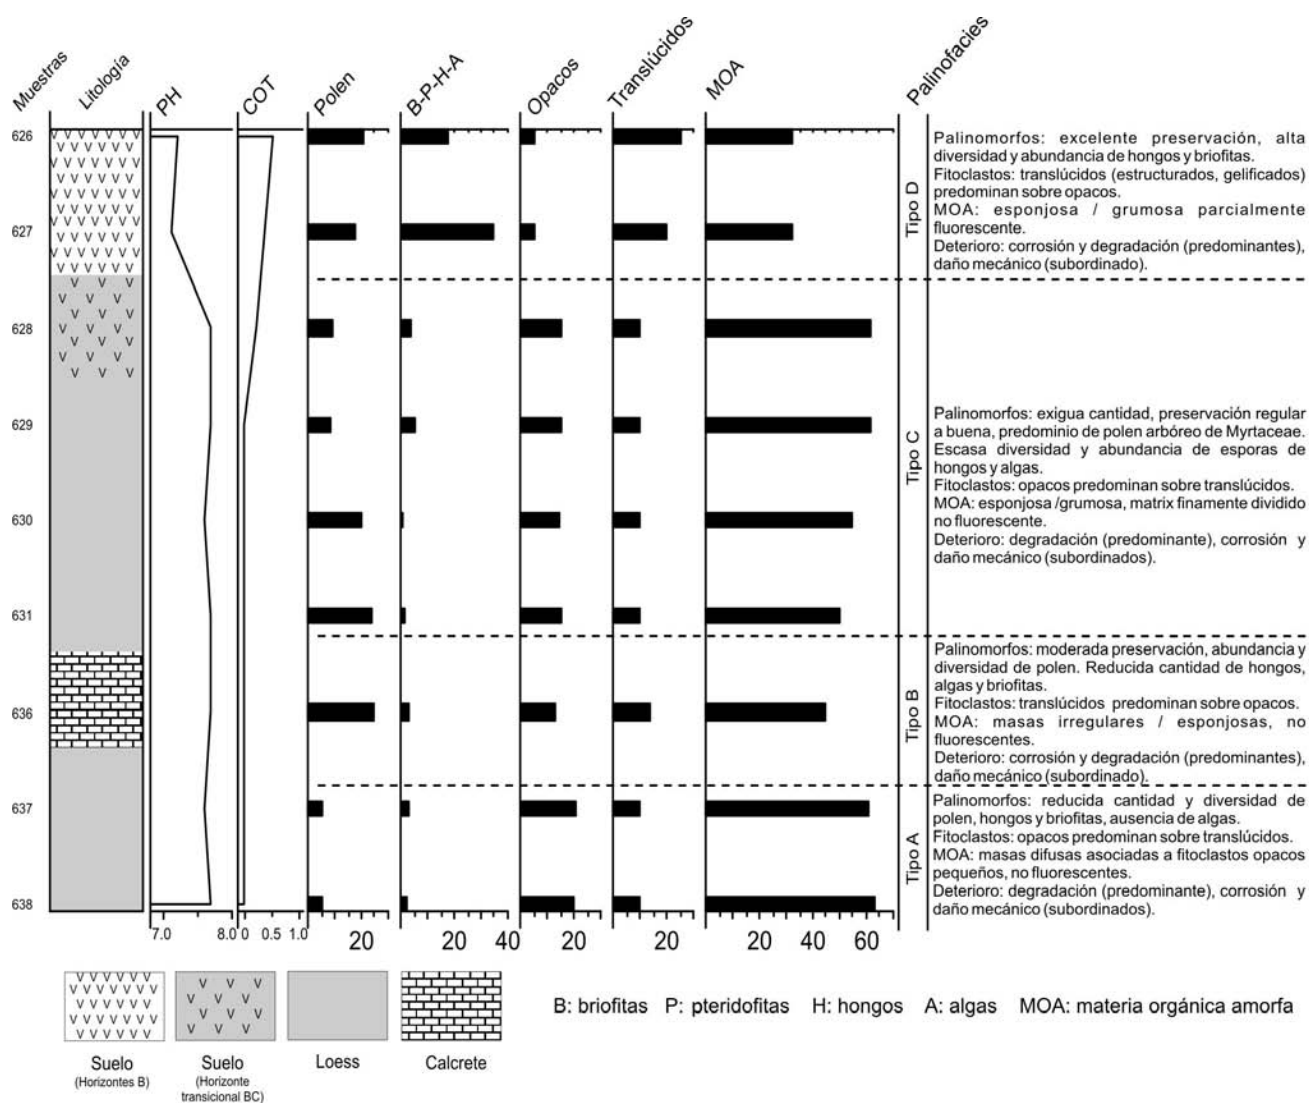 Muestras
Litología
PH
COT
Polen
B-P-H-A
Opacos
Translúcidos
MOA
Palinofacies
626
627
628
629
630
631
636
637
638
Tipo D
Palinomorfos: excelente preservación, alta
diversidad y abundancia de hongos y briofitas.
Fitoclastos: translúcidos (estructurados, gelificados)
predominan sobre opacos.
MOA: esponjosa / grumosa parcialmente
fluorescente.
Deterioro: corrosión y degradación (predominantes),
daño mecánico (subordinado).
Tipo C
Palinomorfos: exigua cantidad, preservación regular
a buena, predominio de polen arbóreo de Myrtaceae.
Escasa diversidad y abundancia de esporas de
hongos y algas.
Fitoclastos: opacos predominan sobre translúcidos.
MOA: esponjosa /grumosa, matrix finamente dividido
no fluorescente.
Deterioro: degradación (predominante), corrosión y
daño mecánico (subordinados).
Tipo B
Palinomorfos: moderada preservación, abundancia y
diversidad de polen. Reducida cantidad de hongos,
algas y briofitas.
Fitoclastos: translúcidos predominan sobre opacos.
MOA: masas irregulares / esponjosas, no
fluorescentes.
Deterioro: corrosión y degradación (predominantes),
daño mecánico (subordinado).
Tipo A
Palinomorfos: reducida cantidad y diversidad de
polen, hongos y briofitas, ausencia de algas.
Fitoclastos: opacos predominan sobre translúcidos.
MOA: masas difusas asociadas a fitoclastos opacos
pequeños, no fluorescentes.
Deterioro: degradación (predominante), corrosión y
daño mecánico (subordinados).
7.0 8.0 0 0.5 1.0 20 20 40 20 20 20 40 60
B: briofitas P: pteridofitas H: hongos A: algas MOA: materia orgánica amorfa
Suelo
(Horizontes B)
Suelo
(Horizonte
transicional BC)
Loess
Calcrete